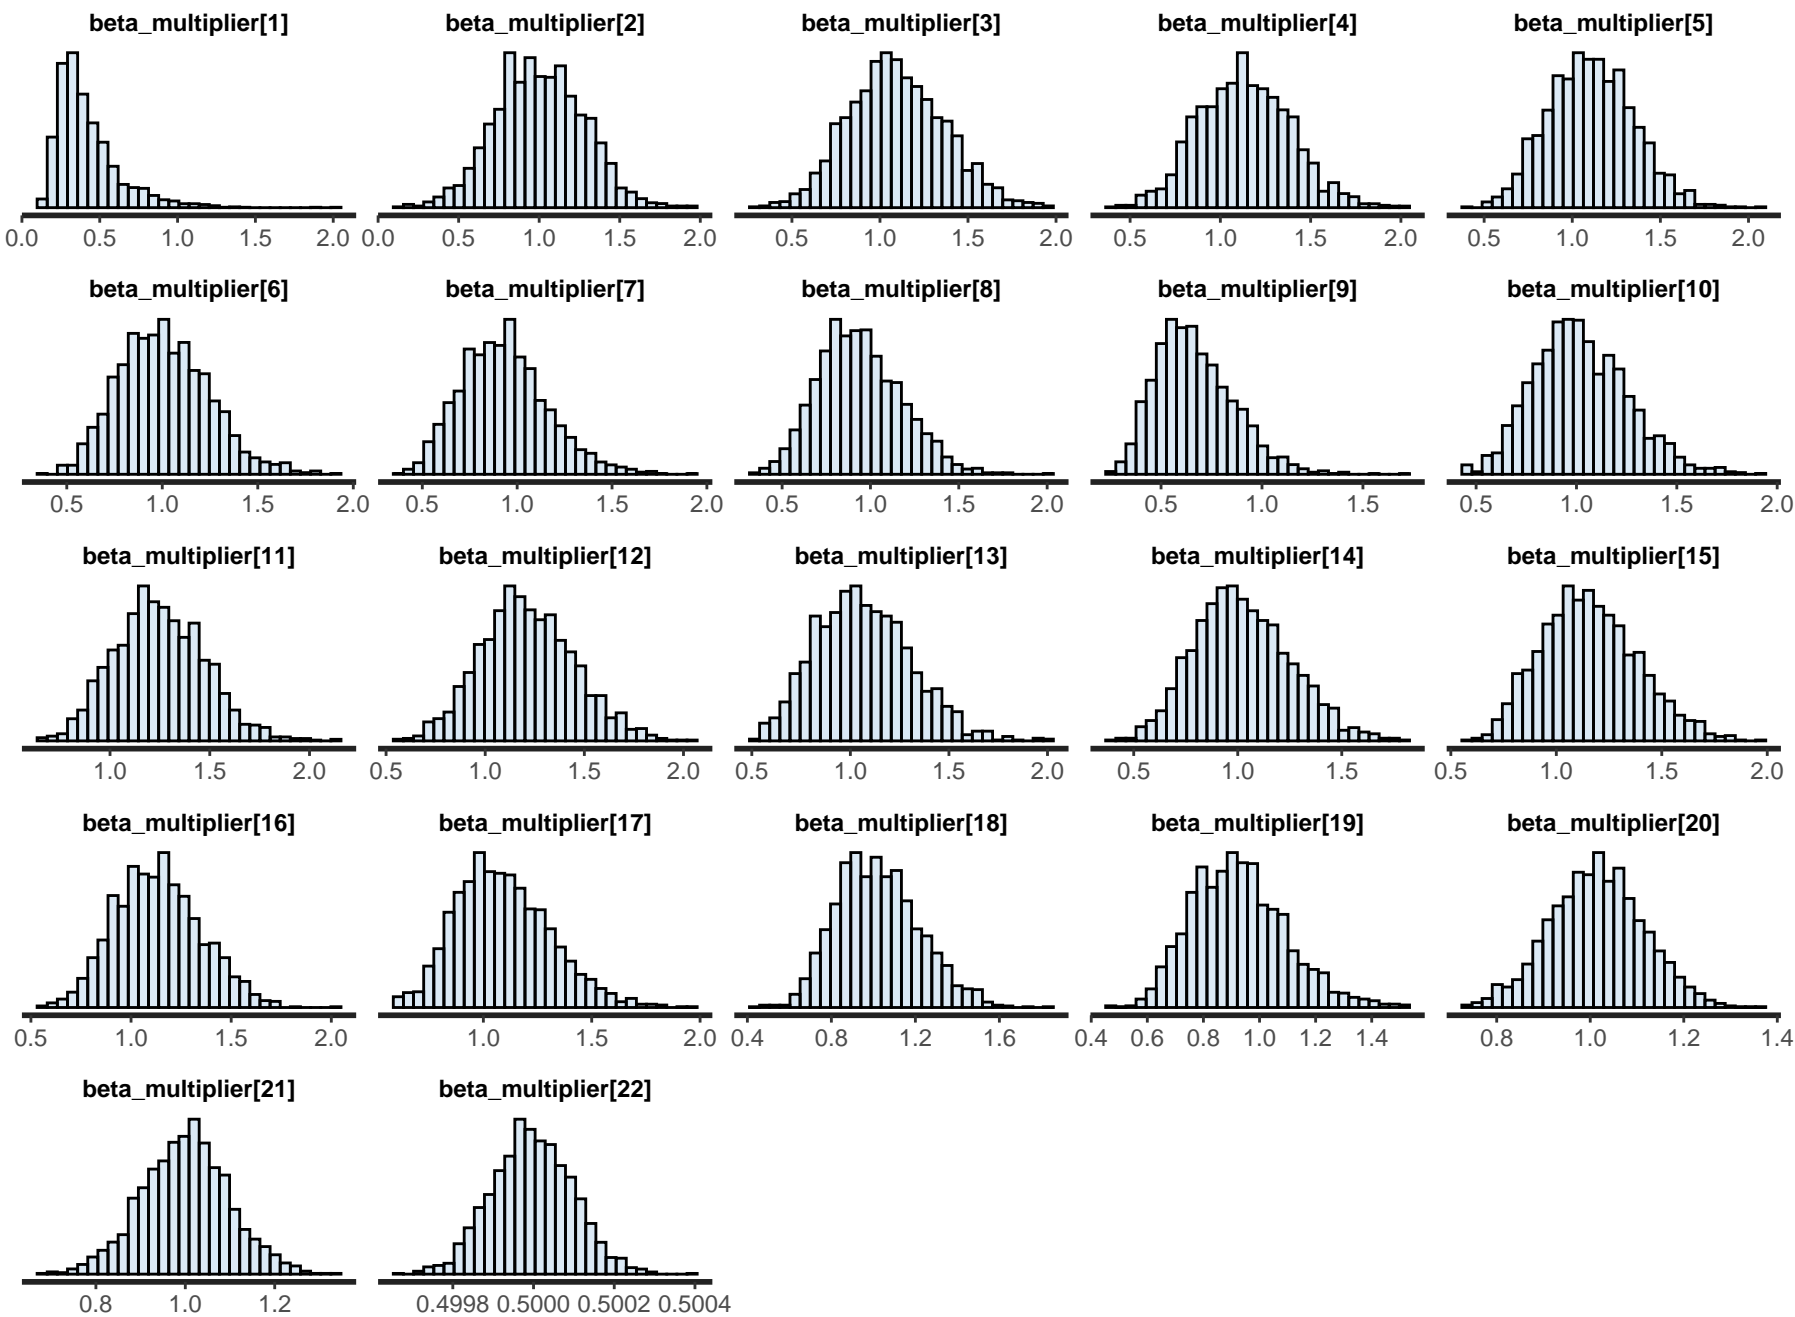 beta_multiplier[1] beta_multiplier[2] beta_multiplier[3] beta_multiplier[4] beta_multiplier[5]
0.0 0.5 1.0 1.5 2.0 0.0 0.5 1.0 1.5 2.0 0.5 1.0 1.5 2.0 0.5 1.0 1.5 2.0 0.5 1.0 1.5 2.0
beta_multiplier[6] beta_multiplier[7] beta_multiplier[8] beta_multiplier[9] beta_multiplier[10]
0.5 1.0 1.5 2.0 0.5 1.0 1.5 2.0 0.5 1.0 1.5 2.0 0.5 1.0 1.5 0.5 1.0 1.5 2.0
beta_multiplier[11] beta_multiplier[12] beta_multiplier[13] beta_multiplier[14] beta_multiplier[15]
1.0 1.5 2.0 0.5 1.0 1.5 2.0 0.5 1.0 1.5 2.0 0.5 1.0 1.5 0.5 1.0 1.5 2.0
beta_multiplier[16] beta_multiplier[17] beta_multiplier[18] beta_multiplier[19] beta_multiplier[20]
0.5 1.0 1.5 2.0 1.0 1.5 2.0 0.4 0.8 1.2 1.6 0.4 0.6 0.8 1.0 1.2 1.4 0.8 1.0 1.2 1.4
beta_multiplier[21] beta_multiplier[22]
0.8 1.0 1.2 0.4998 0.5000 0.5002 0.5004